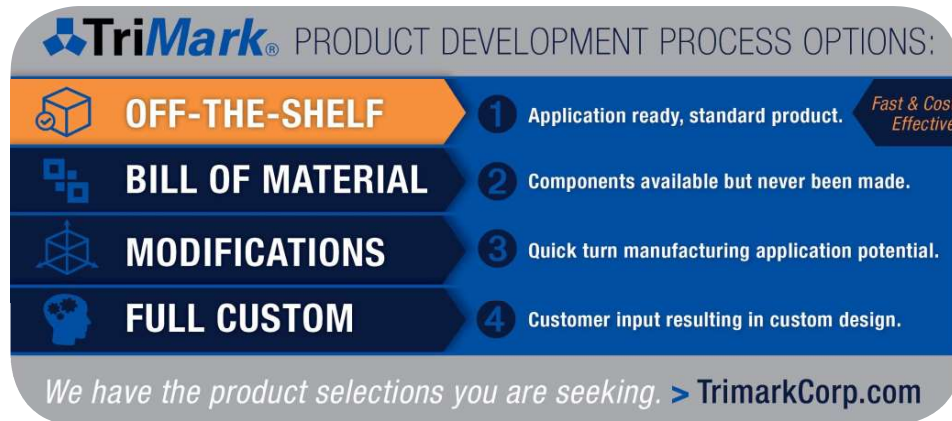 TriMark® PRODUCT DEVELOPMENT PROCESS OPTIONS:
OFF-THE-SHELF
1 Application ready, standard product.
Fast & Cos
Effective
BILL OF MATERIAL
2 Components available but never been made.
MODIFICATIONS
3 Quick turn manufacturing application potential.
FULL CUSTOM
4 Customer input resulting in custom design.
We have the product selections you are seeking. > TrimarkCorp.com